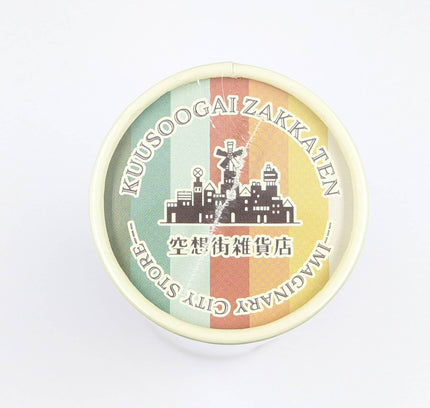 KUUSOOGAI ZAKKATEN
空想街雑貨店
IMAGINARY CITY STORE